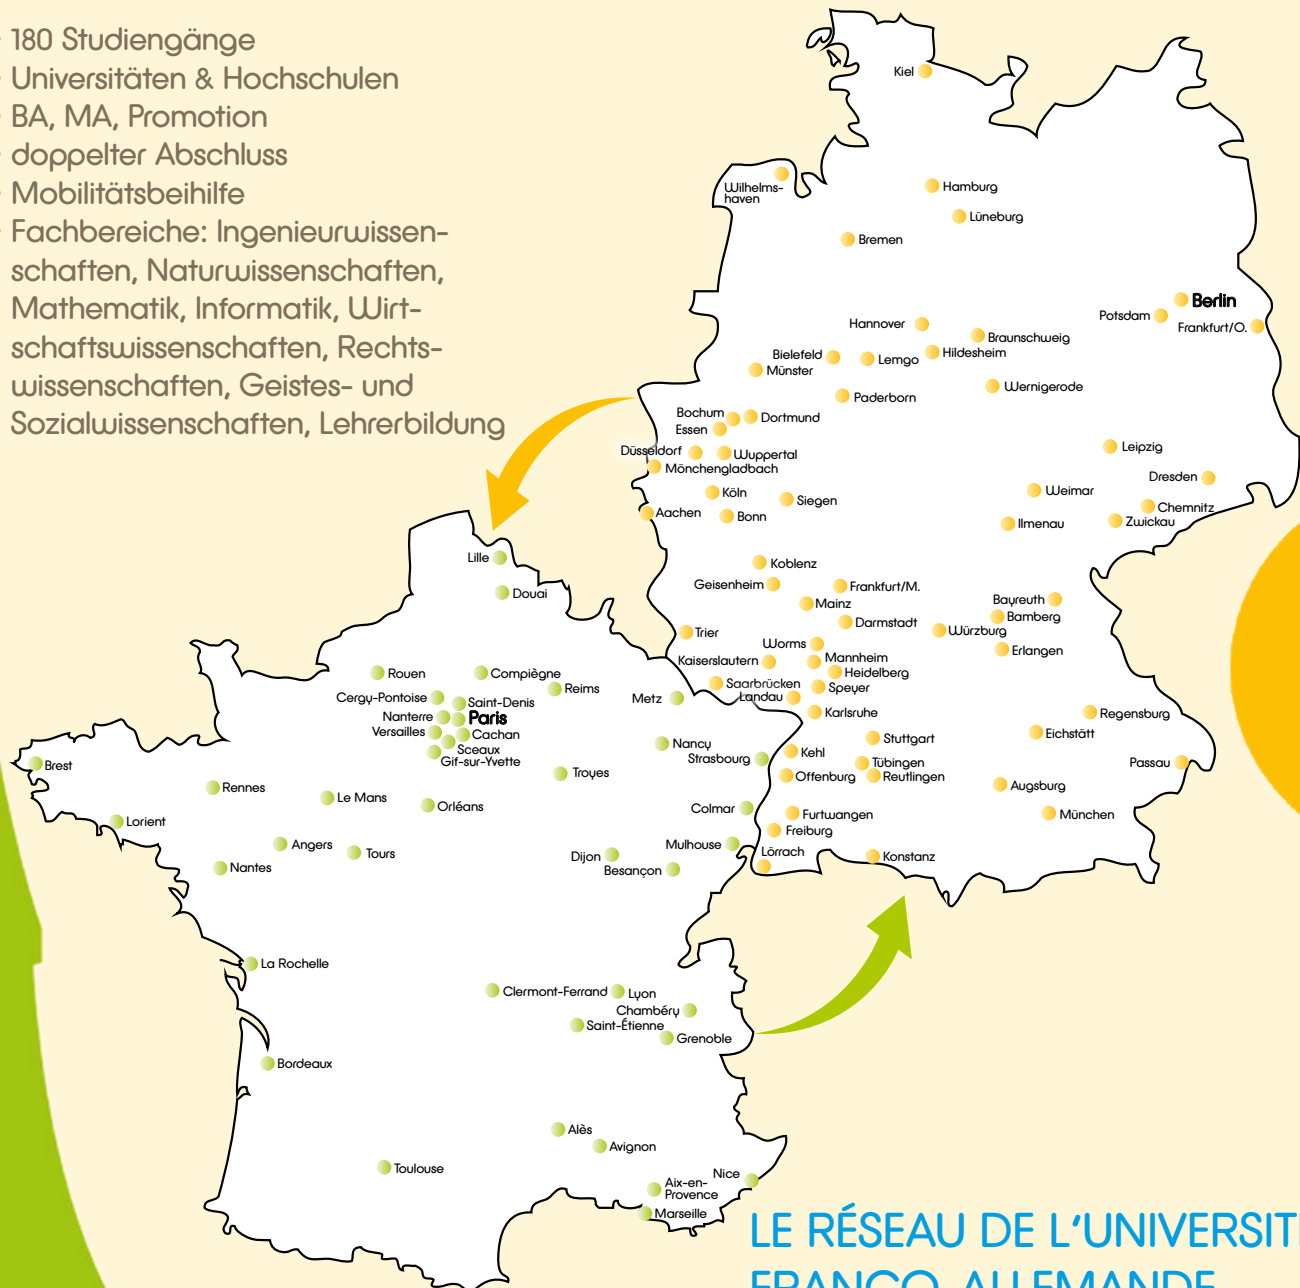 180 Studiengänge
Universitäten & Hochschulen
BA, MA, Promotion
doppelter Abschluss
Mobilitätsbeihilfe
Fachbereiche: Ingenieurwissen-
schaften, Naturwissenschaften,
Mathematik, Informatik, Wirt-
schaftswissenschaften, Rechts-
wissenschaften, Geistes- und
Sozialwissenschaften, Lehrerbildung
Kiel
Wilhelms-
haven
Hamburg
Lüneburg
Bremen
Berlin
Potsdam
Frankfurt/O.
Hannover
Braunschweig
Hildesheim
Bielefeld
Lemgo
Münster
Wernigerode
Paderborn
Bochum
Dortmund
Essen
Düsseldorf
Wuppertal
Mönchengladbach
Leipzig
Dresden
Köln
Siegen
Weimar
Chemnitz
Aachen
Bonn
Ilmenau
Zwickau
Koblenz
Geisenheim
Frankfurt/M.
Mainz
Bayreuth
Bamberg
Darmstadt
Trier
Würzburg
Worms
Erlangen
Kaiserslautern
Mannheim
Heidelberg
Saarbrücken
Speyer
Landau
Karlsruhe
Regensburg
Stuttgart
Eichstätt
Kehl
Tübingen
Passau
Offenburg
Reutlingen
Augsburg
Furtwangen
München
Freiburg
Lörrach
Konstanz
Lille
Douai
Rouen
Compiègne
Reims
Cergy-Pontoise
Saint-Denis
Metz
Nanterre
Paris
Versailles
Cachan
Sceaux
Gif-sur-Yvette
Nancy
Strasbourg
Brest
Troyes
Rennes
Le Mans
Orléans
Colmar
Lorient
Angers
Tours
Mulhouse
Nantes
Dijon
Besançon
La Rochelle
Clermont-Ferrand
Lyon
Chambéry
Saint-Étienne
Grenoble
Bordeaux
Alès
Avignon
Toulouse
Nice
Aix-en-
Provence
Marseille
LE RÉSEAU DE L'UNIVERSITÉ
FRANCO-ALLEMANDE